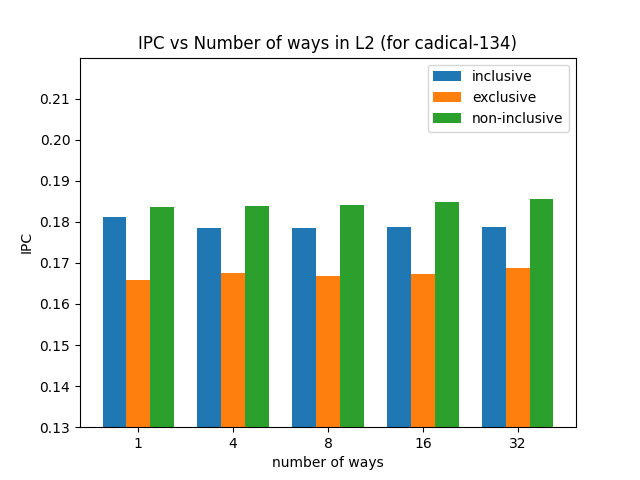 IPC vs Number of ways in L2 (for cadical-134)
inclusive
exclusive
non-inclusive
0.21
0.20
0.19
0.18
0.17
0.16
0.15
0.14
0.13
IPC
1 4 8 16 32
number of ways